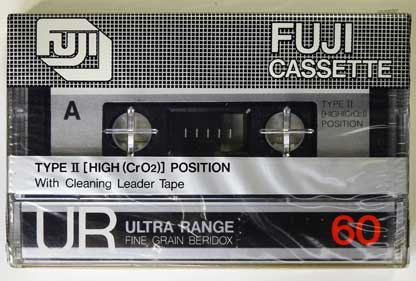 FUJI
FUJI
CASSETTE
A
TYPE II
[HIGH(CrO2)]
POSITION
TYPE II [HIGH (CrO2)] POSITION
With Cleaning Leader Tape
UR
ULTRA RANGE
FINE GRAIN BERIDOX
60